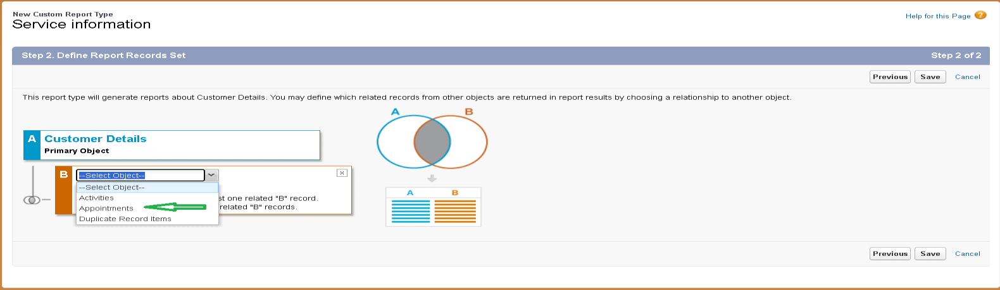 New Custom Report Type
Service information
Help for this Page ?
Step 2. Define Report Records Set
Step 2 of 2
Previous Save Cancel
This report type will generate reports about Customer Details. You may define which related records from other objects are returned in report results by choosing a relationship to another object.
A B
A Customer Details
Primary Object
B --Select Object--
--Select Object--
Activities
st one related "B" record.
Appointments
related "B" records.
Duplicate Record Items
A B
Previous Save Cancel